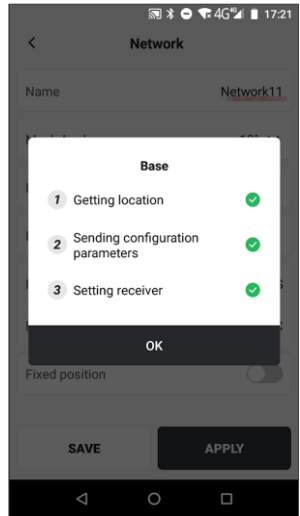 4G 17:21
Network
Name Network11
Base
1 Getting location
2 Sending configuration
parameters
3 Setting receiver
OK
Fixed position
SAVE APPLY